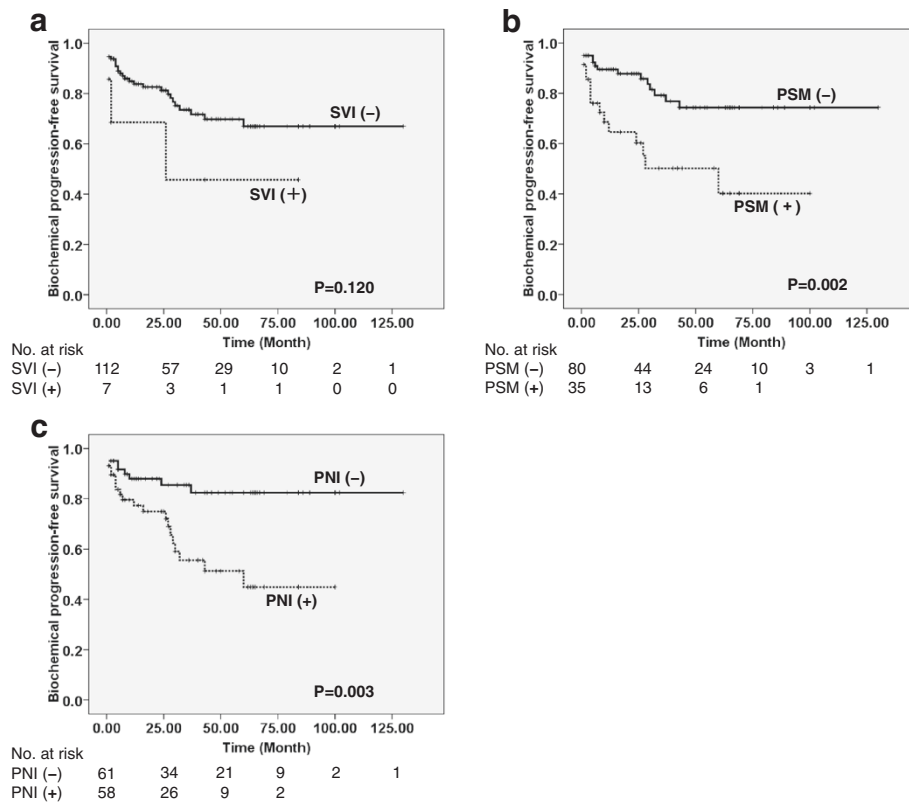 a
Biochemical progression-free survival
1.0
0.8
0.6
0.4
0.2
0.0
SVI (–)
SVI (+)
P=0.120
0.00 25.00 50.00 75.00 100.00 125.00
Time (Month)
No. at risk
SVI (–) 112 57 29 10 2 1
SVI (+) 7 3 1 1 0 0
b
Biochemical progression-free survival
1.0
0.8
0.6
0.4
0.2
0.0
PSM (–)
PSM (+)
P=0.002
0.00 25.00 50.00 75.00 100.00 125.00
Time (Month)
No. at risk
PSM (–) 80 44 24 10 3 1
PSM (+) 35 13 6 1
c
Biochemical progression-free survival
1.0
0.8
0.6
0.4
0.2
0.0
PNI (–)
PNI (+)
P=0.003
0.00 25.00 50.00 75.00 100.00 125.00
Time (Month)
No. at risk
PNI (–) 61 34 21 9 2 1
PNI (+) 58 26 9 2